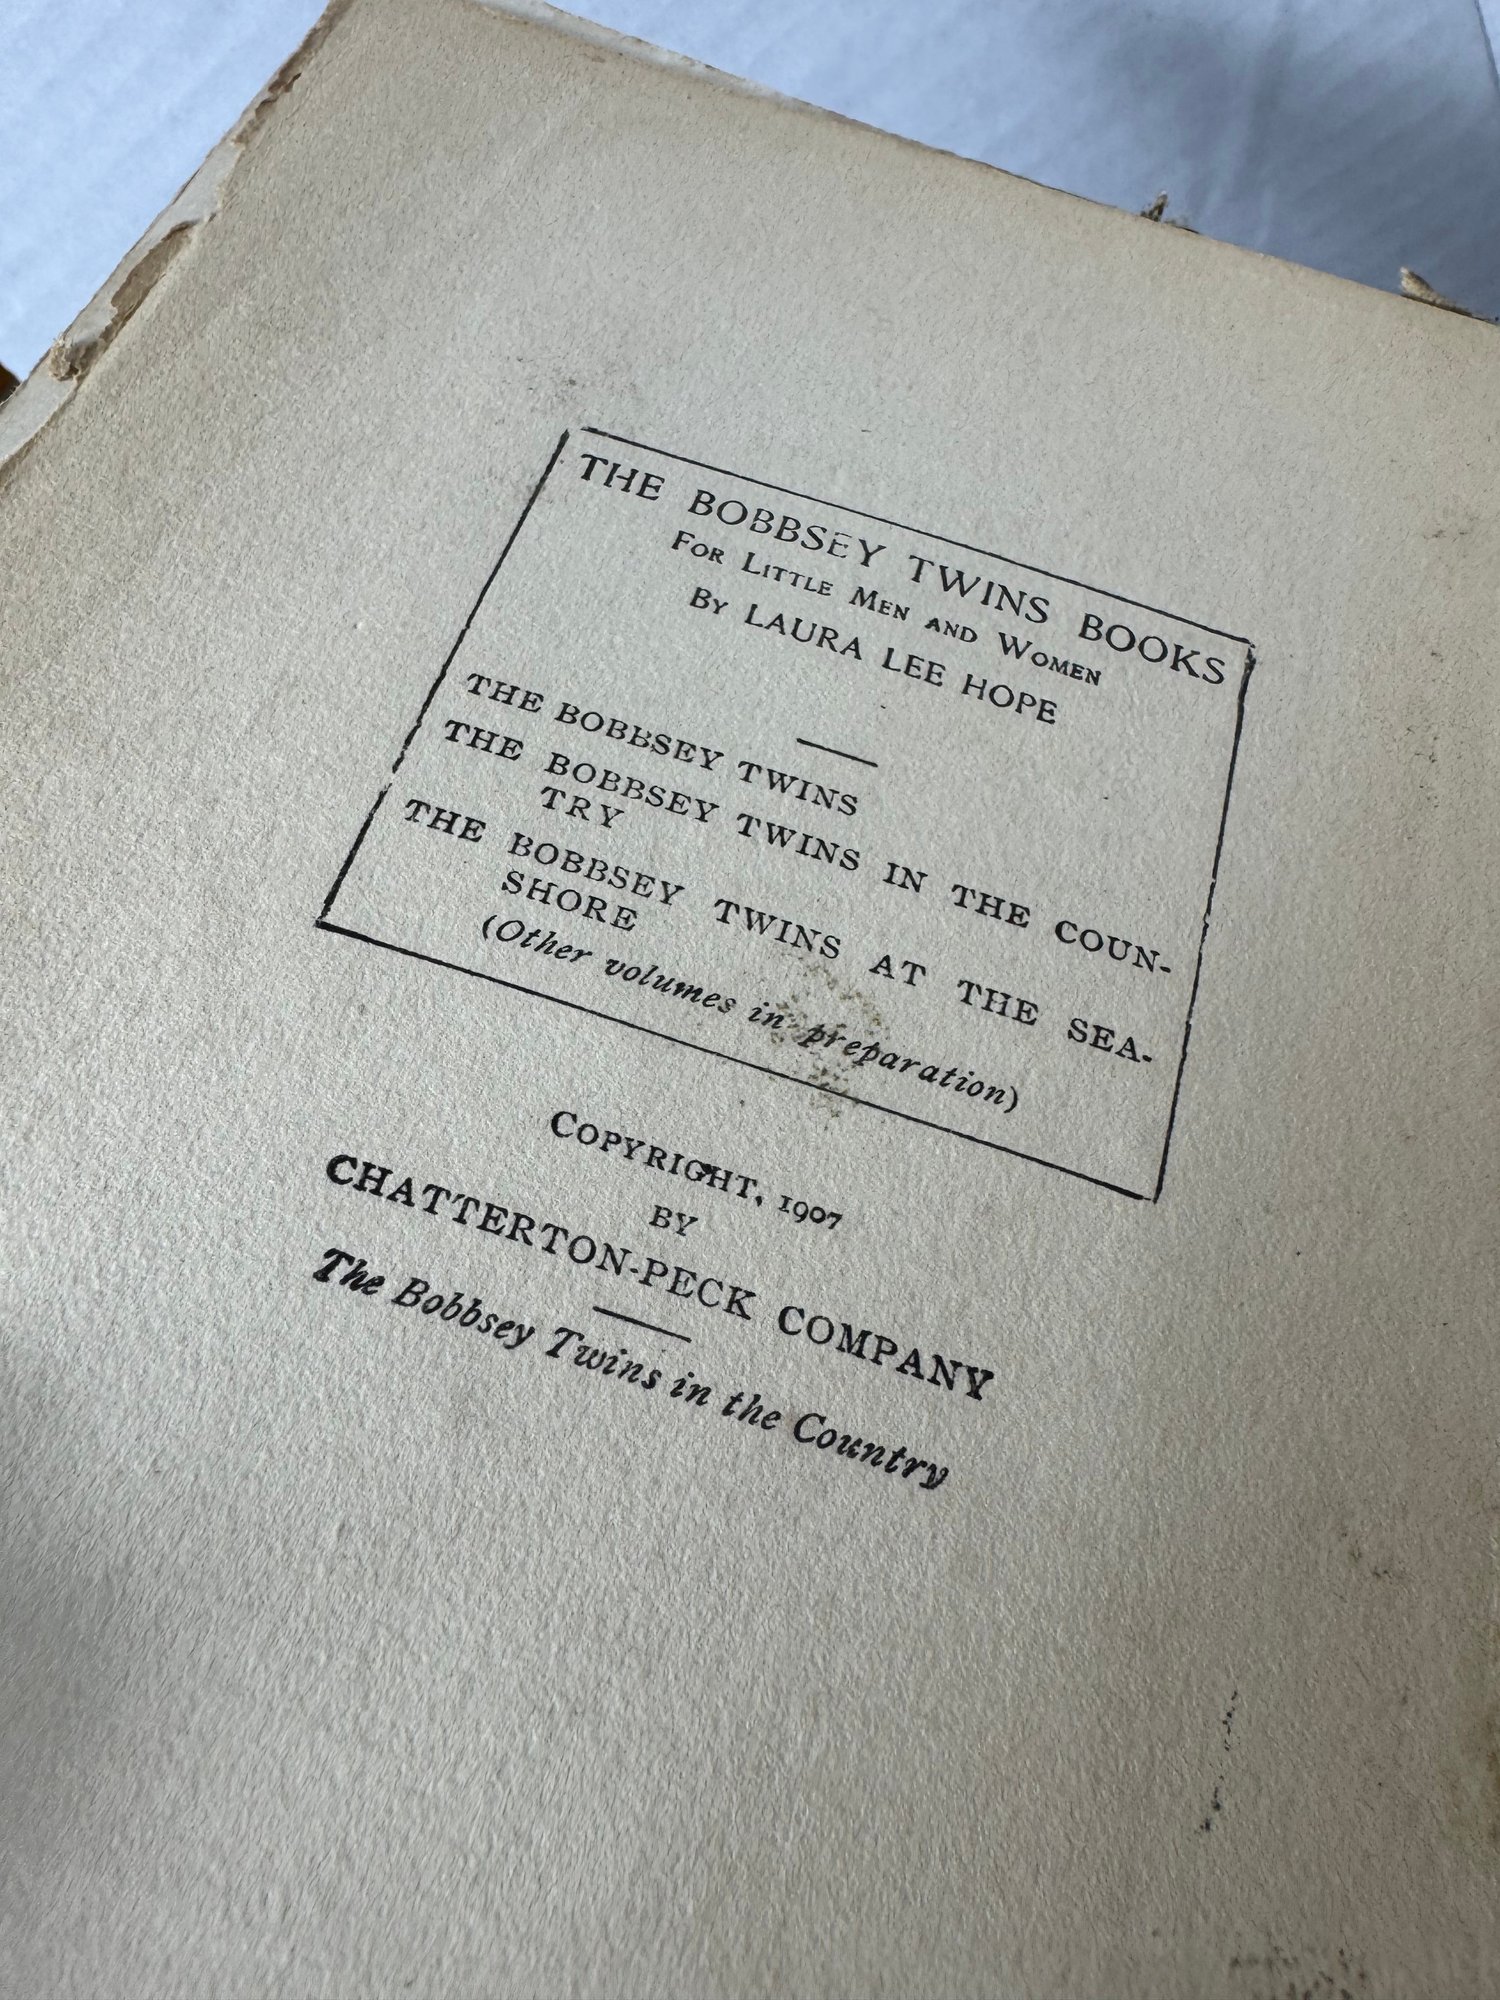 THE BOBBSEY TWINS BOOKS
For Little Men and Women
By LAURA LEE HOPE
THE BOBBSEY TWINS
THE BOBBSEY TWINS IN THE COUN-
TRY
THE BOBBSEY TWINS AT THE SEA-
SHORE
(Other volumes in preparation)
Copyright, 1907
BY
CHATTERTON-PECK COMPANY
The Bobbsey Twins in the Country